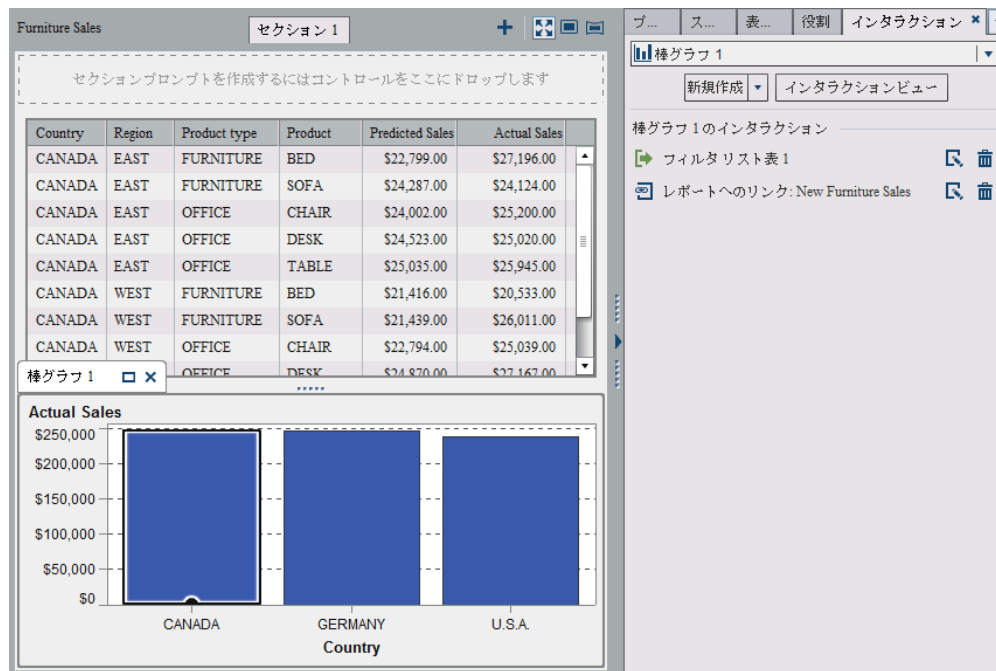 Furniture Sales
セクション 1
セクションプロンプトを作成するにはコントロールをここにドロップします
Country Region Product type Product Predicted Sales Actual Sales
CANADA EAST FURNITURE BED $22,799.00 $27,196.00
CANADA EAST FURNITURE SOFA $24,287.00 $24,124.00
CANADA EAST OFFICE CHAIR $24,002.00 $25,200.00
CANADA EAST OFFICE DESK $24,523.00 $25,020.00
CANADA EAST OFFICE TABLE $25,035.00 $25,945.00
CANADA WEST FURNITURE BED $21,416.00 $20,533.00
CANADA WEST FURNITURE SOFA $21,439.00 $26,011.00
CANADA WEST OFFICE CHAIR $22,794.00 $25,039.00
OFFICE DESK $24,870.00 $27,167.00
棒グラフ 1
Actual Sales
$250,000
$200,000
$150,000
$100,000
$50,000
$0
CANADA GERMANY U.S.A.
Country
プ... ス... 表... 役割 インタラクション
棒グラフ 1
新規作成 インタラクションビュー
棒グラフ 1 のインタラクション
フィルタ リスト表 1
レポートへのリンク: New Furniture Sales